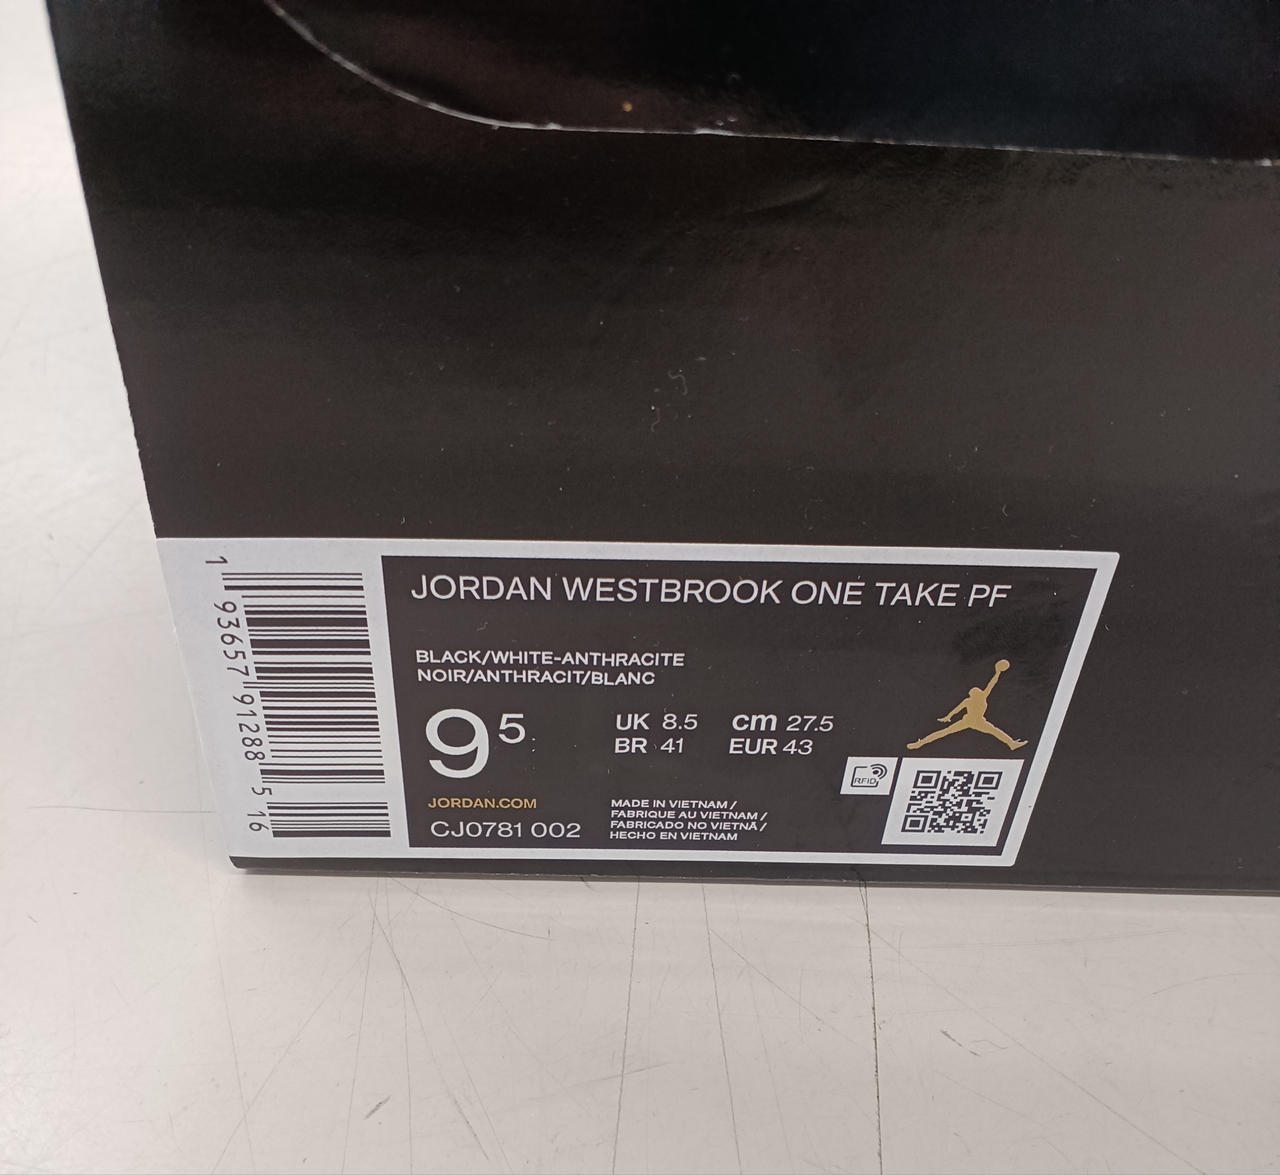 JORDAN WESTBROOK ONE TAKE PF
BLACK/WHITE-ANTHRACITE
NOIR/ANTHRACIT/BLANC
9 5
UK 8.5 cm 27.5
BR 41 EUR 43
RFID
JORDAN.COM
CJ0781 002
MADE IN VIETNAM /
FABRIQUE AU VIETNAM /
FABRICADO NO VIETNÃ /
HECHO EN VIETNAM
1 93657 91288 5 16